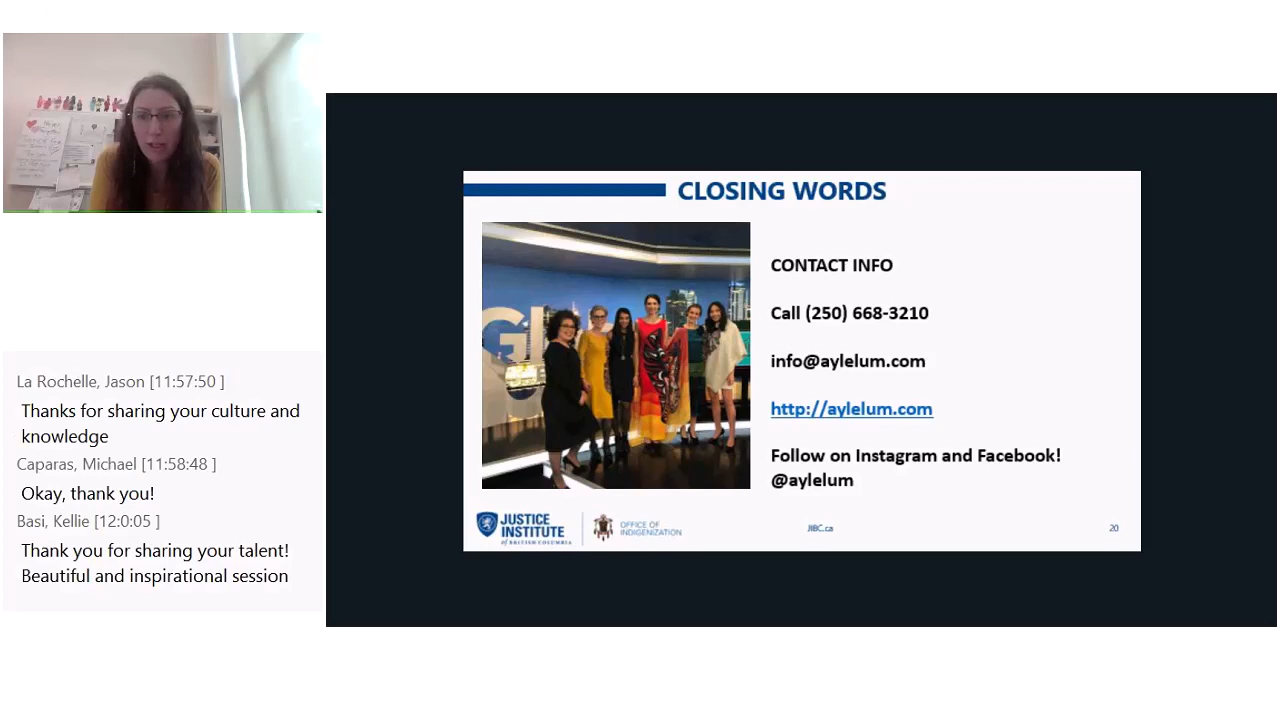 La Rochelle, Jason [11:57:50 ]
Thanks for sharing your culture and
knowledge
Caparas, Michael [11:58:48 ]
Okay, thank you!
Basi, Kellie [12:0:05 ]
Thank you for sharing your talent!
Beautiful and inspirational session
CLOSING WORDS
CONTACT INFO
Call (250) 668-3210
info@aylelum.com
http://aylelum.com
Follow on Instagram and Facebook!
@aylelum
JUSTICE
INSTITUTE
of BRITISH COLUMBIA
OFFICE OF
INDIGENIZATION
JIBC.ca
20